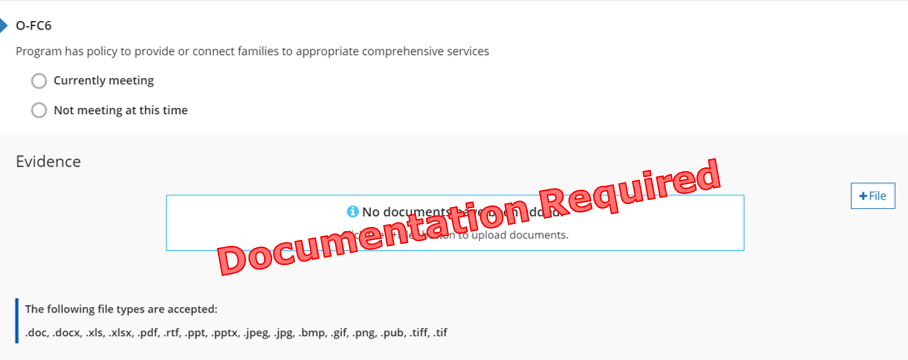 O-FC6
Program has policy to provide or connect families to appropriate comprehensive services
Currently meeting
Not meeting at this time
Evidence
+File
No documents
button to upload documents.
Documentation Required
The following file types are accepted:
.doc, .docx, .xls, .xlsx, .pdf, .rtf, .ppt, .pptx, .jpeg, .jpg, .bmp, .gif, .png, .pub, .tiff, .tif